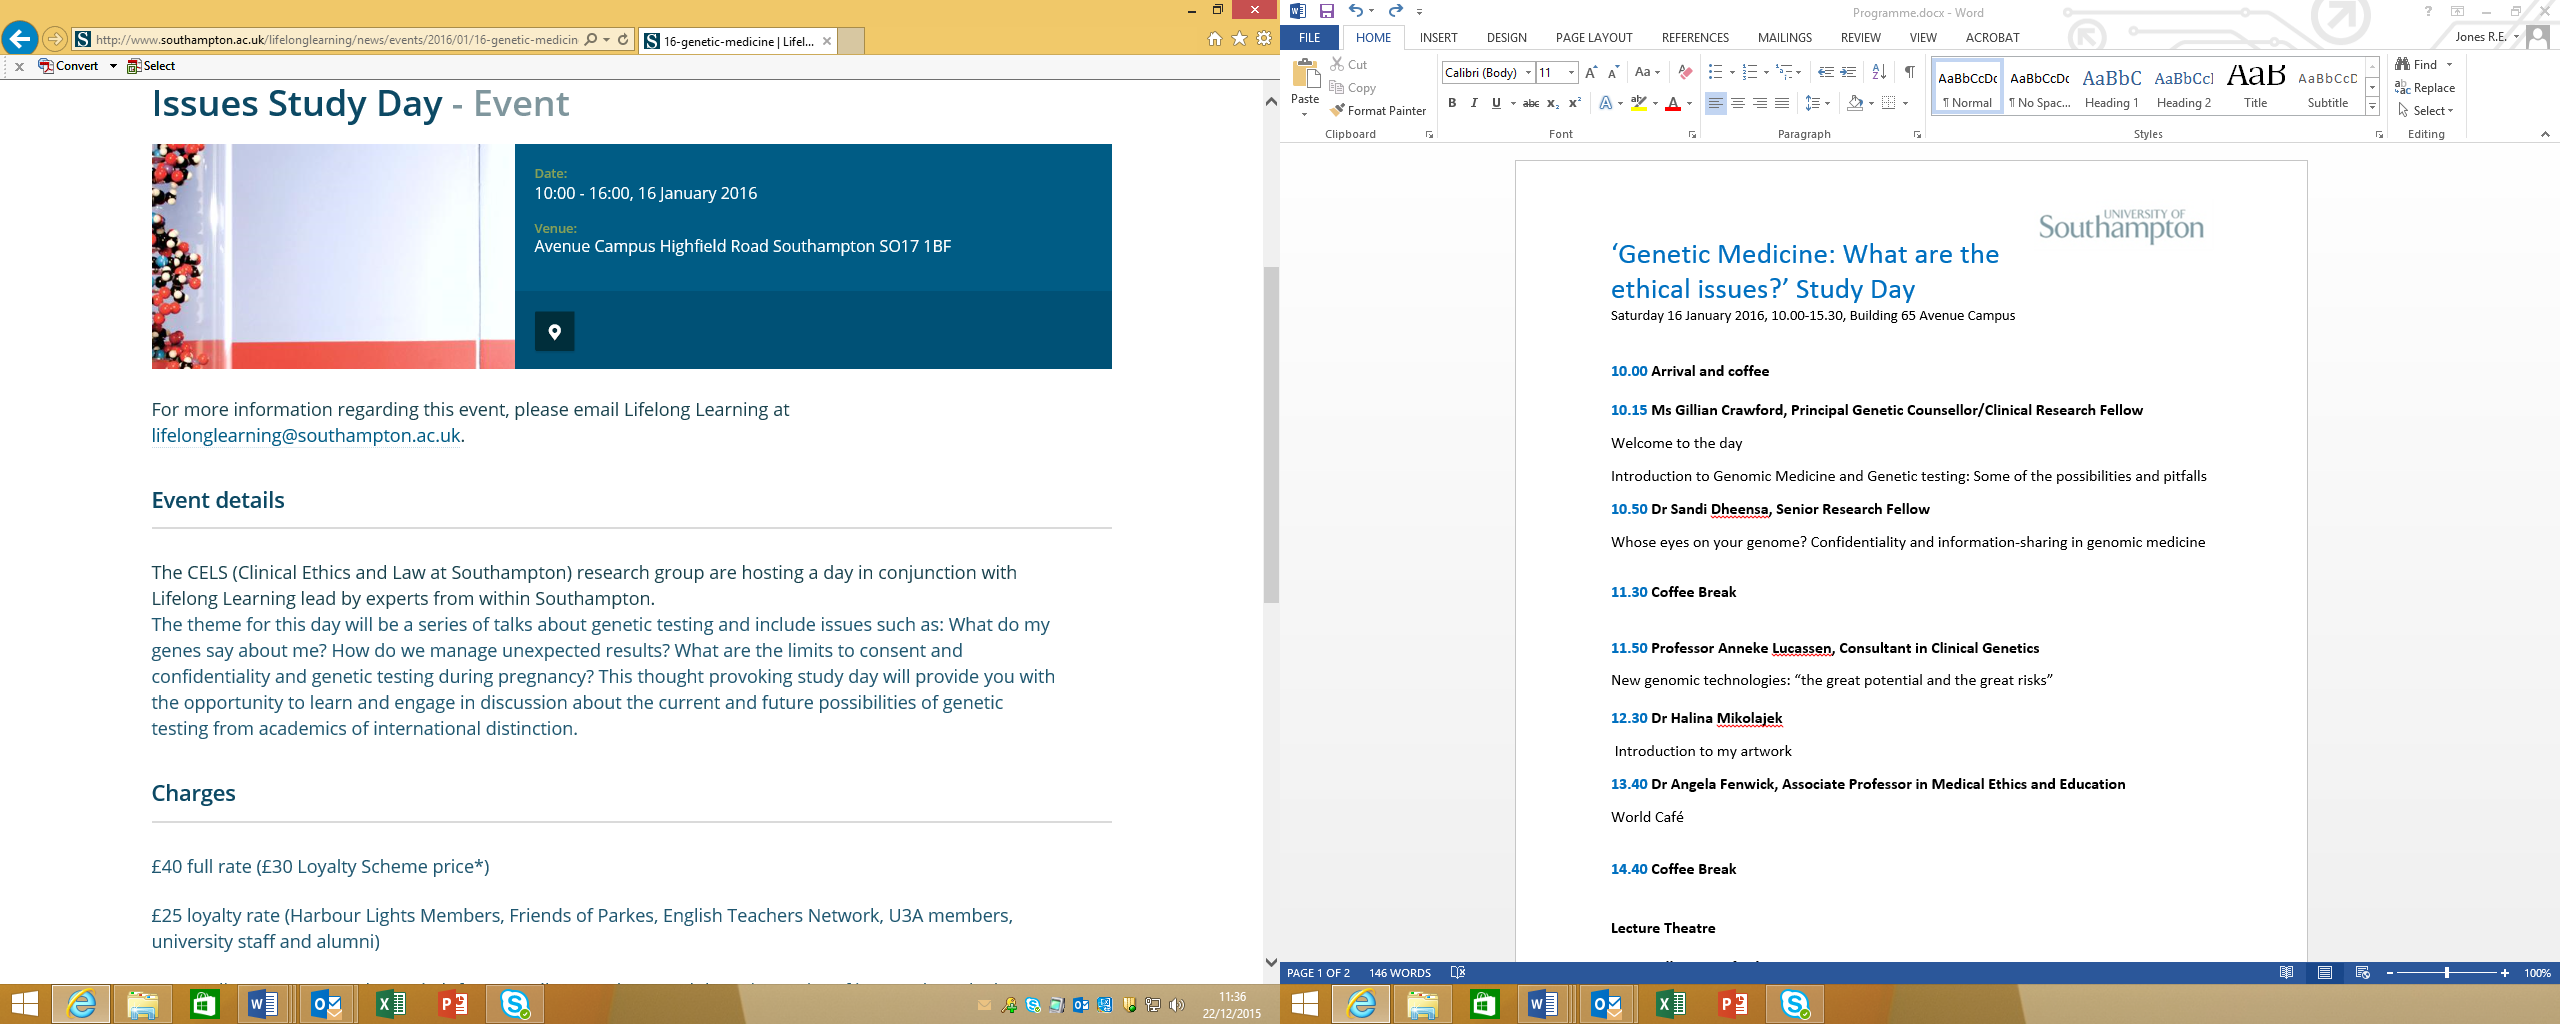 http://www.southampton.ac.uk/lifelonglearning/news/events/2016/01/16-genetic-medicin
16-genetic-medicine | Lifel...
Convert
Select
Issues Study Day - Event
Date:
10:00 - 16:00, 16 January 2016
Venue:
Avenue Campus Highfield Road Southampton SO17 1BF
For more information regarding this event, please email Lifelong Learning at
lifelonglearning@southampton.ac.uk.
Event details
The CELS (Clinical Ethics and Law at Southampton) research group are hosting a day in conjunction with
Lifelong Learning lead by experts from within Southampton.
The theme for this day will be a series of talks about genetic testing and include issues such as: What do my
genes say about me? How do we manage unexpected results? What are the limits to consent and
confidentiality and genetic testing during pregnancy? This thought provoking study day will provide you with
the opportunity to learn and engage in discussion about the current and future possibilities of genetic
testing from academics of international distinction.
Charges
£40 full rate (£30 Loyalty Scheme price*)
£25 loyalty rate (Harbour Lights Members, Friends of Parkes, English Teachers Network, U3A members,
university staff and alumni)
11:36
22/12/2015
Programme.docx - Word
FILE HOME INSERT DESIGN PAGE LAYOUT REFERENCES MAILINGS REVIEW VIEW ACROBAT
Jones R.E.
Paste
Cut
Copy
Format Painter
Clipboard
Calibri (Body) 11
Font
Paragraph
AaBbCcDc AaBbCcDc AaBbC AaBbCcI AaB AaBbCcD
¶ Normal ¶ No Spac... Heading 1 Heading 2 Title Subtitle
Styles
Find
Replace
Select
Editing
UNIVERSITY OF
Southampton
‘Genetic Medicine: What are the
ethical issues?’ Study Day
Saturday 16 January 2016, 10.00-15.30, Building 65 Avenue Campus
10.00 Arrival and coffee
10.15 Ms Gillian Crawford, Principal Genetic Counsellor/Clinical Research Fellow
Welcome to the day
Introduction to Genomic Medicine and Genetic testing: Some of the possibilities and pitfalls
10.50 Dr Sandi Dheensa, Senior Research Fellow
Whose eyes on your genome? Confidentiality and information-sharing in genomic medicine
11.30 Coffee Break
11.50 Professor Anneke Lucassen, Consultant in Clinical Genetics
New genomic technologies: “the great potential and the great risks”
12.30 Dr Halina Mikolajek
Introduction to my artwork
13.40 Dr Angela Fenwick, Associate Professor in Medical Ethics and Education
World Café
14.40 Coffee Break
Lecture Theatre
PAGE 1 OF 2 146 WORDS
100%